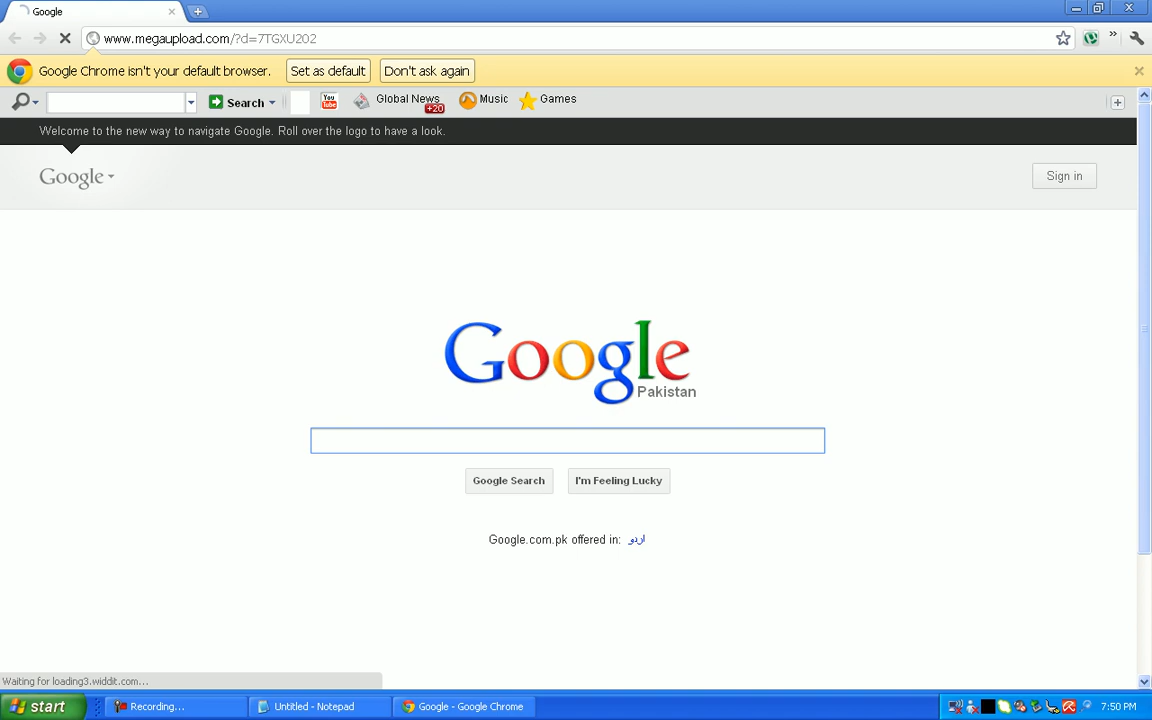 Google
www.megaupload.com/?d=7TGXU202
Google Chrome isn't your default browser. Set as default Don't ask again
Search You Tube Global News +20 Music Games
Welcome to the new way to navigate Google. Roll over the logo to have a look.
Google Sign in
Google
Pakistan
Google Search I'm Feeling Lucky
Google.com.pk offered in: اردو
Waiting for loading3.widdit.com...
start Recording... Untitled - Notepad Google - Google Chrome 7:50 PM